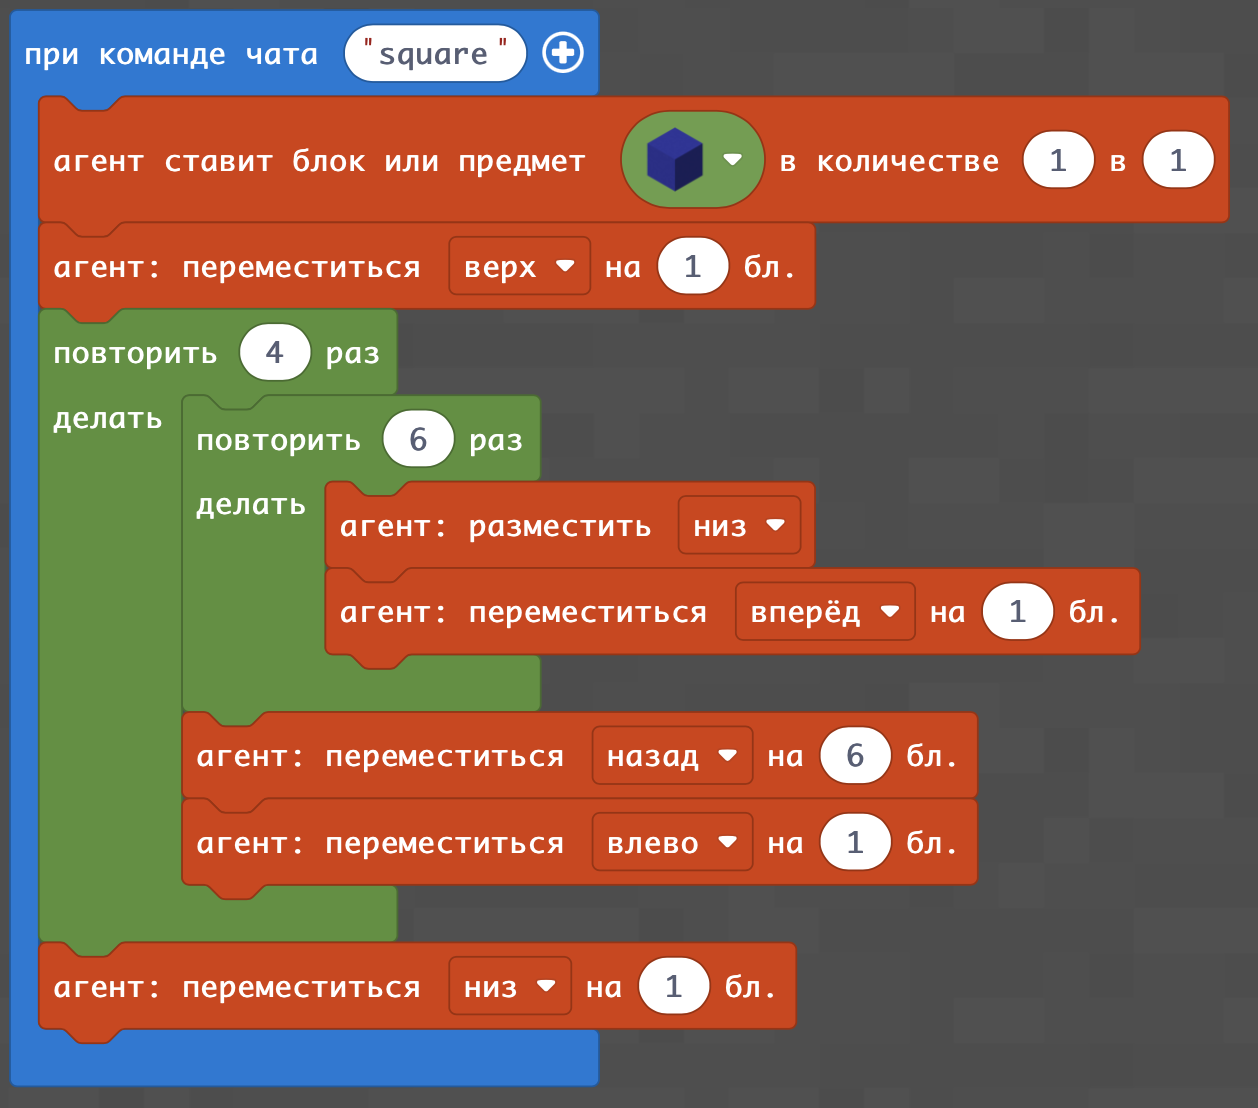 при команде чата "square"
агент ставит блок или предмет в количестве 1 в 1
агент: переместиться верх на 1 бл.
повторить 4 раз
делать
повторить 6 раз
делать
агент: разместить низ
агент: переместиться вперёд на 1 бл.
агент: переместиться назад на 6 бл.
агент: переместиться влево на 1 бл.
агент: переместиться низ на 1 бл.